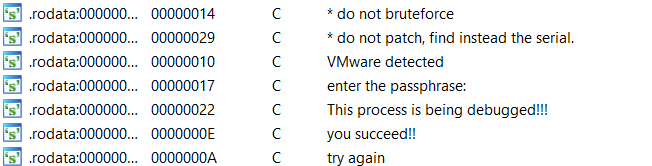 .rodata:000000... 00000014 C * do not bruteforce
.rodata:000000... 00000029 C * do not patch, find instead the serial.
.rodata:000000... 00000010 C VMware detected
.rodata:000000... 00000017 C enter the passphrase:
.rodata:000000... 00000022 C This process is being debugged!!!
.rodata:000000... 0000000E C you succeed!!
.rodata:000000... 0000000A C try again